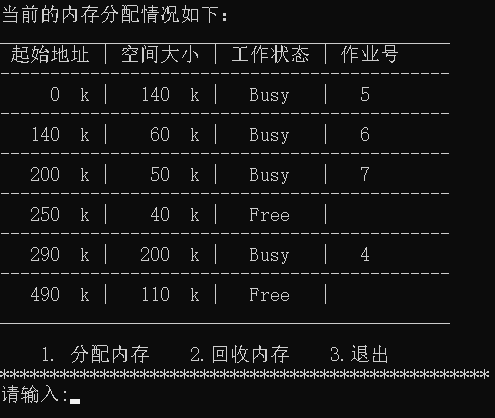 当前的内存分配情况如下：
起始地址 | 空间大小 | 工作状态 | 作业号
0 k | 140 k | Busy | 5
140 k | 60 k | Busy | 6
200 k | 50 k | Busy | 7
250 k | 40 k | Free |
290 k | 200 k | Busy | 4
490 k | 110 k | Free |
1. 分配内存 2.回收内存 3.退出
*************************************************
请输入: